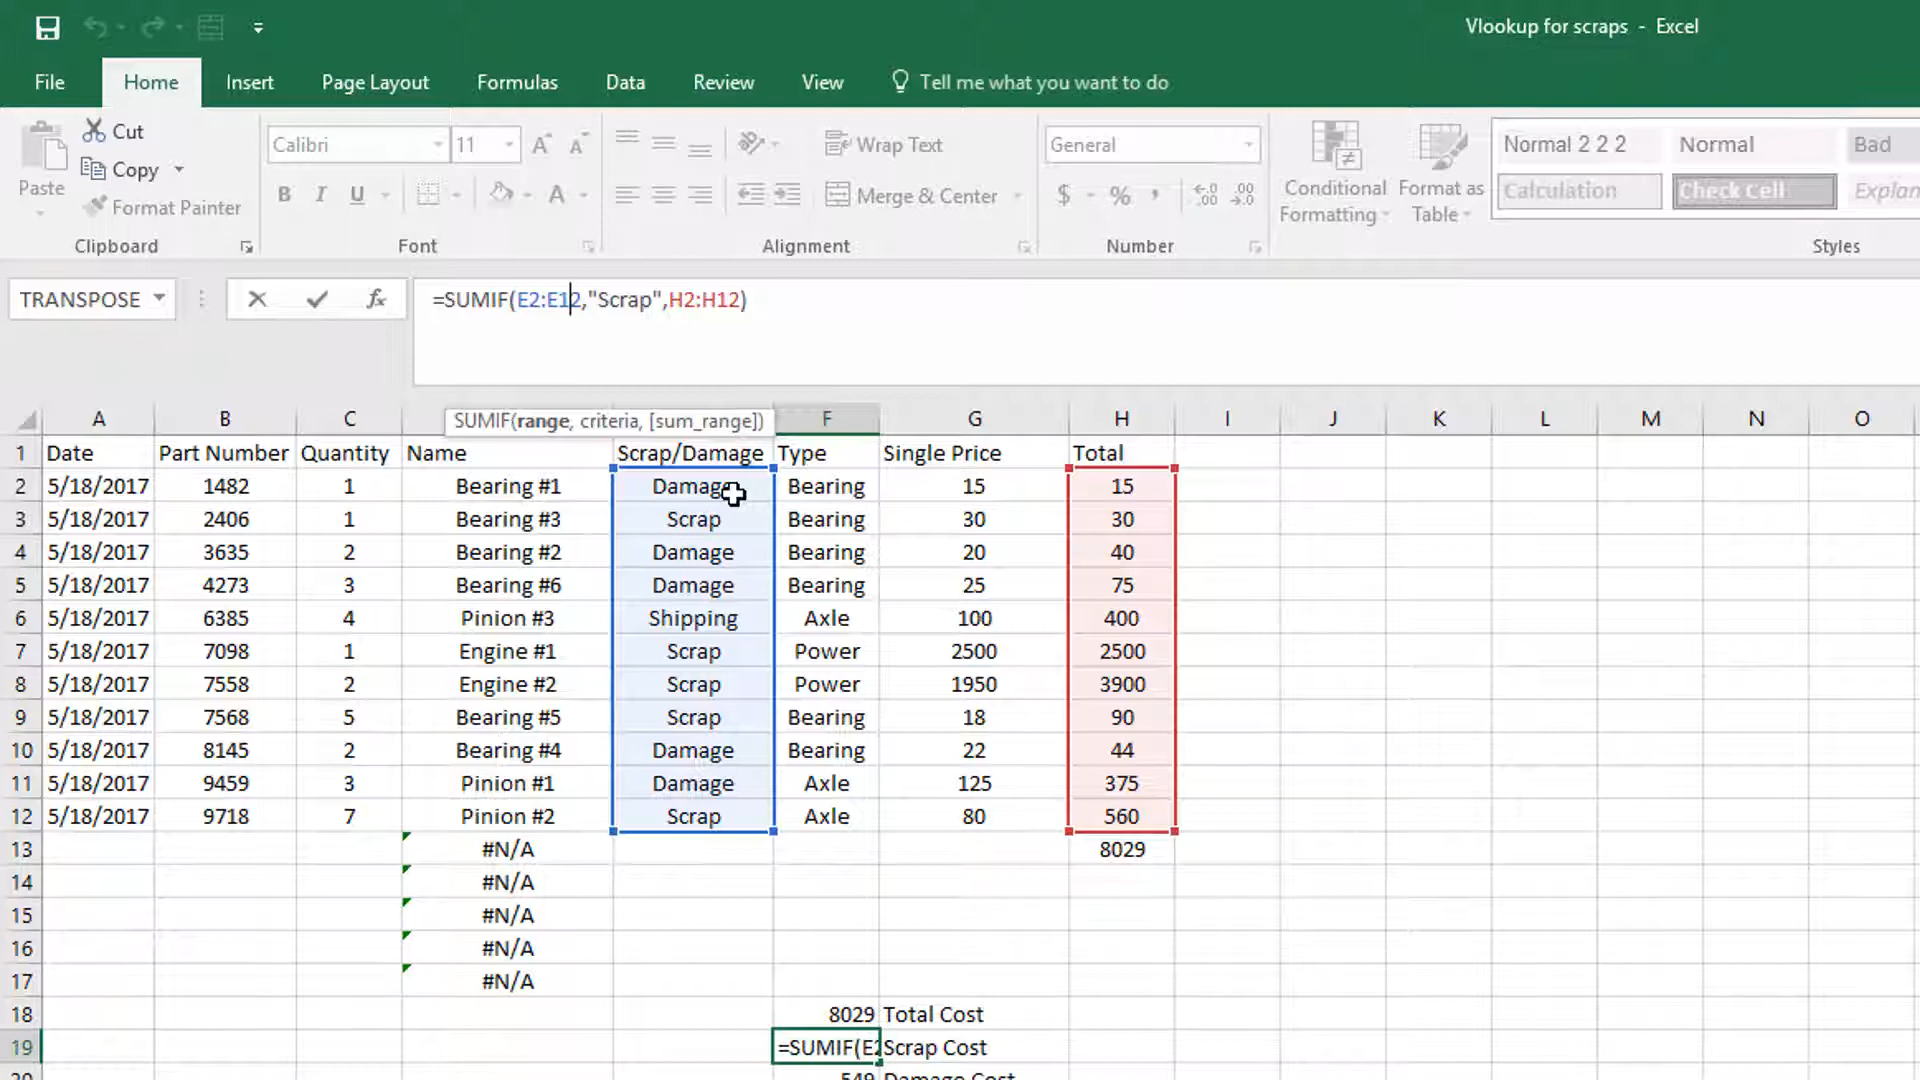 Vlookup for scraps - Excel
File Home Insert Page Layout Formulas Data Review View Tell me what you want to do
Cut
Copy
Format Painter
Paste
Clipboard
Calibri 11 A A
B I U A
Font
Wrap Text
Merge & Center
Alignment
General
$ % , .0 .00
Number
Conditional Formatting
Format as Table
Normal 2 2 2 Normal Bad
Calculation Check Cell
Styles
TRANSPOSE fx =SUMIF(E2:E12,"Scrap",H2:H12)
SUMIF(range, criteria, [sum_range])
A B C F G H I J K L M N O
1 Date Part Number Quantity Name Scrap/Damage Type Single Price Total
2 5/18/2017 1482 1 Bearing #1 Damage Bearing 15 15
3 5/18/2017 2406 1 Bearing #3 Scrap Bearing 30 30
4 5/18/2017 3635 2 Bearing #2 Damage Bearing 20 40
5 5/18/2017 4273 3 Bearing #6 Damage Bearing 25 75
6 5/18/2017 6385 4 Pinion #3 Shipping Axle 100 400
7 5/18/2017 7098 1 Engine #1 Scrap Power 2500 2500
8 5/18/2017 7558 2 Engine #2 Scrap Power 1950 3900
9 5/18/2017 7568 5 Bearing #5 Scrap Bearing 18 90
10 5/18/2017 8145 2 Bearing #4 Damage Bearing 22 44
11 5/18/2017 9459 3 Pinion #1 Damage Axle 125 375
12 5/18/2017 9718 7 Pinion #2 Scrap Axle 80 560
13 #N/A 8029
14 #N/A
15 #N/A
16 #N/A
17 #N/A
18 8029 Total Cost
19 =SUMIF(E2 Scrap Cost
20 549 Damage Cost